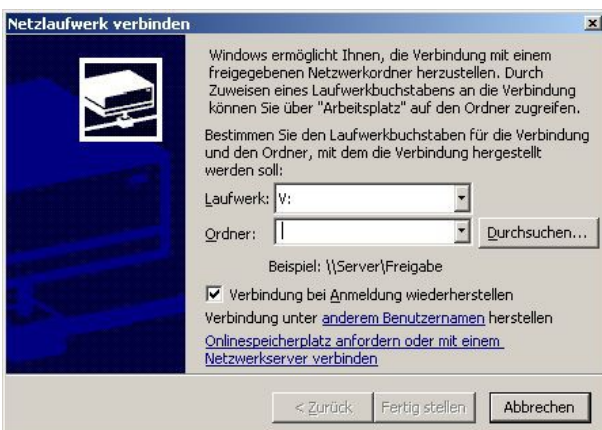 Netzlaufwerk verbinden
Windows ermöglicht Ihnen, die Verbindung mit einem
freigegebenen Netzwerkordner herzustellen. Durch
Zuweisen eines Laufwerkbuchstabens an die Verbindung
können Sie über "Arbeitsplatz" auf den Ordner zugreifen.
Bestimmen Sie den Laufwerkbuchstaben für die Verbindung
und den Ordner, mit dem die Verbindung hergestellt
werden soll:
Laufwerk: V:
Ordner: Durchsuchen...
Beispiel: \\Server\Freigabe
Verbindung bei Anmeldung wiederherstellen
Verbindung unter anderem Benutzernamen herstellen
Onlinespeicherplatz anfordern oder mit einem
Netzwerkserver verbinden
< Zurück Fertig stellen Abbrechen